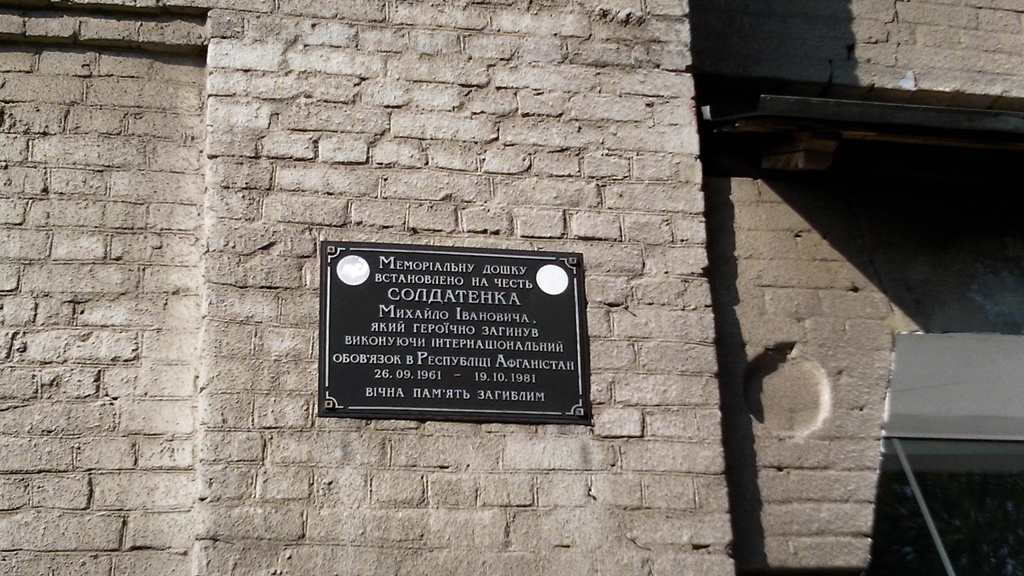 Меморіальну дошку
встановлено на честь
СОЛДАТЕНКА
Михайло Івановича,
який героїчно загинув
виконуючи інтернаціональний
обов'язок в Республіці Афганістан
26.09.1961 – 19.10.1981
вічна пам'ять загиблим